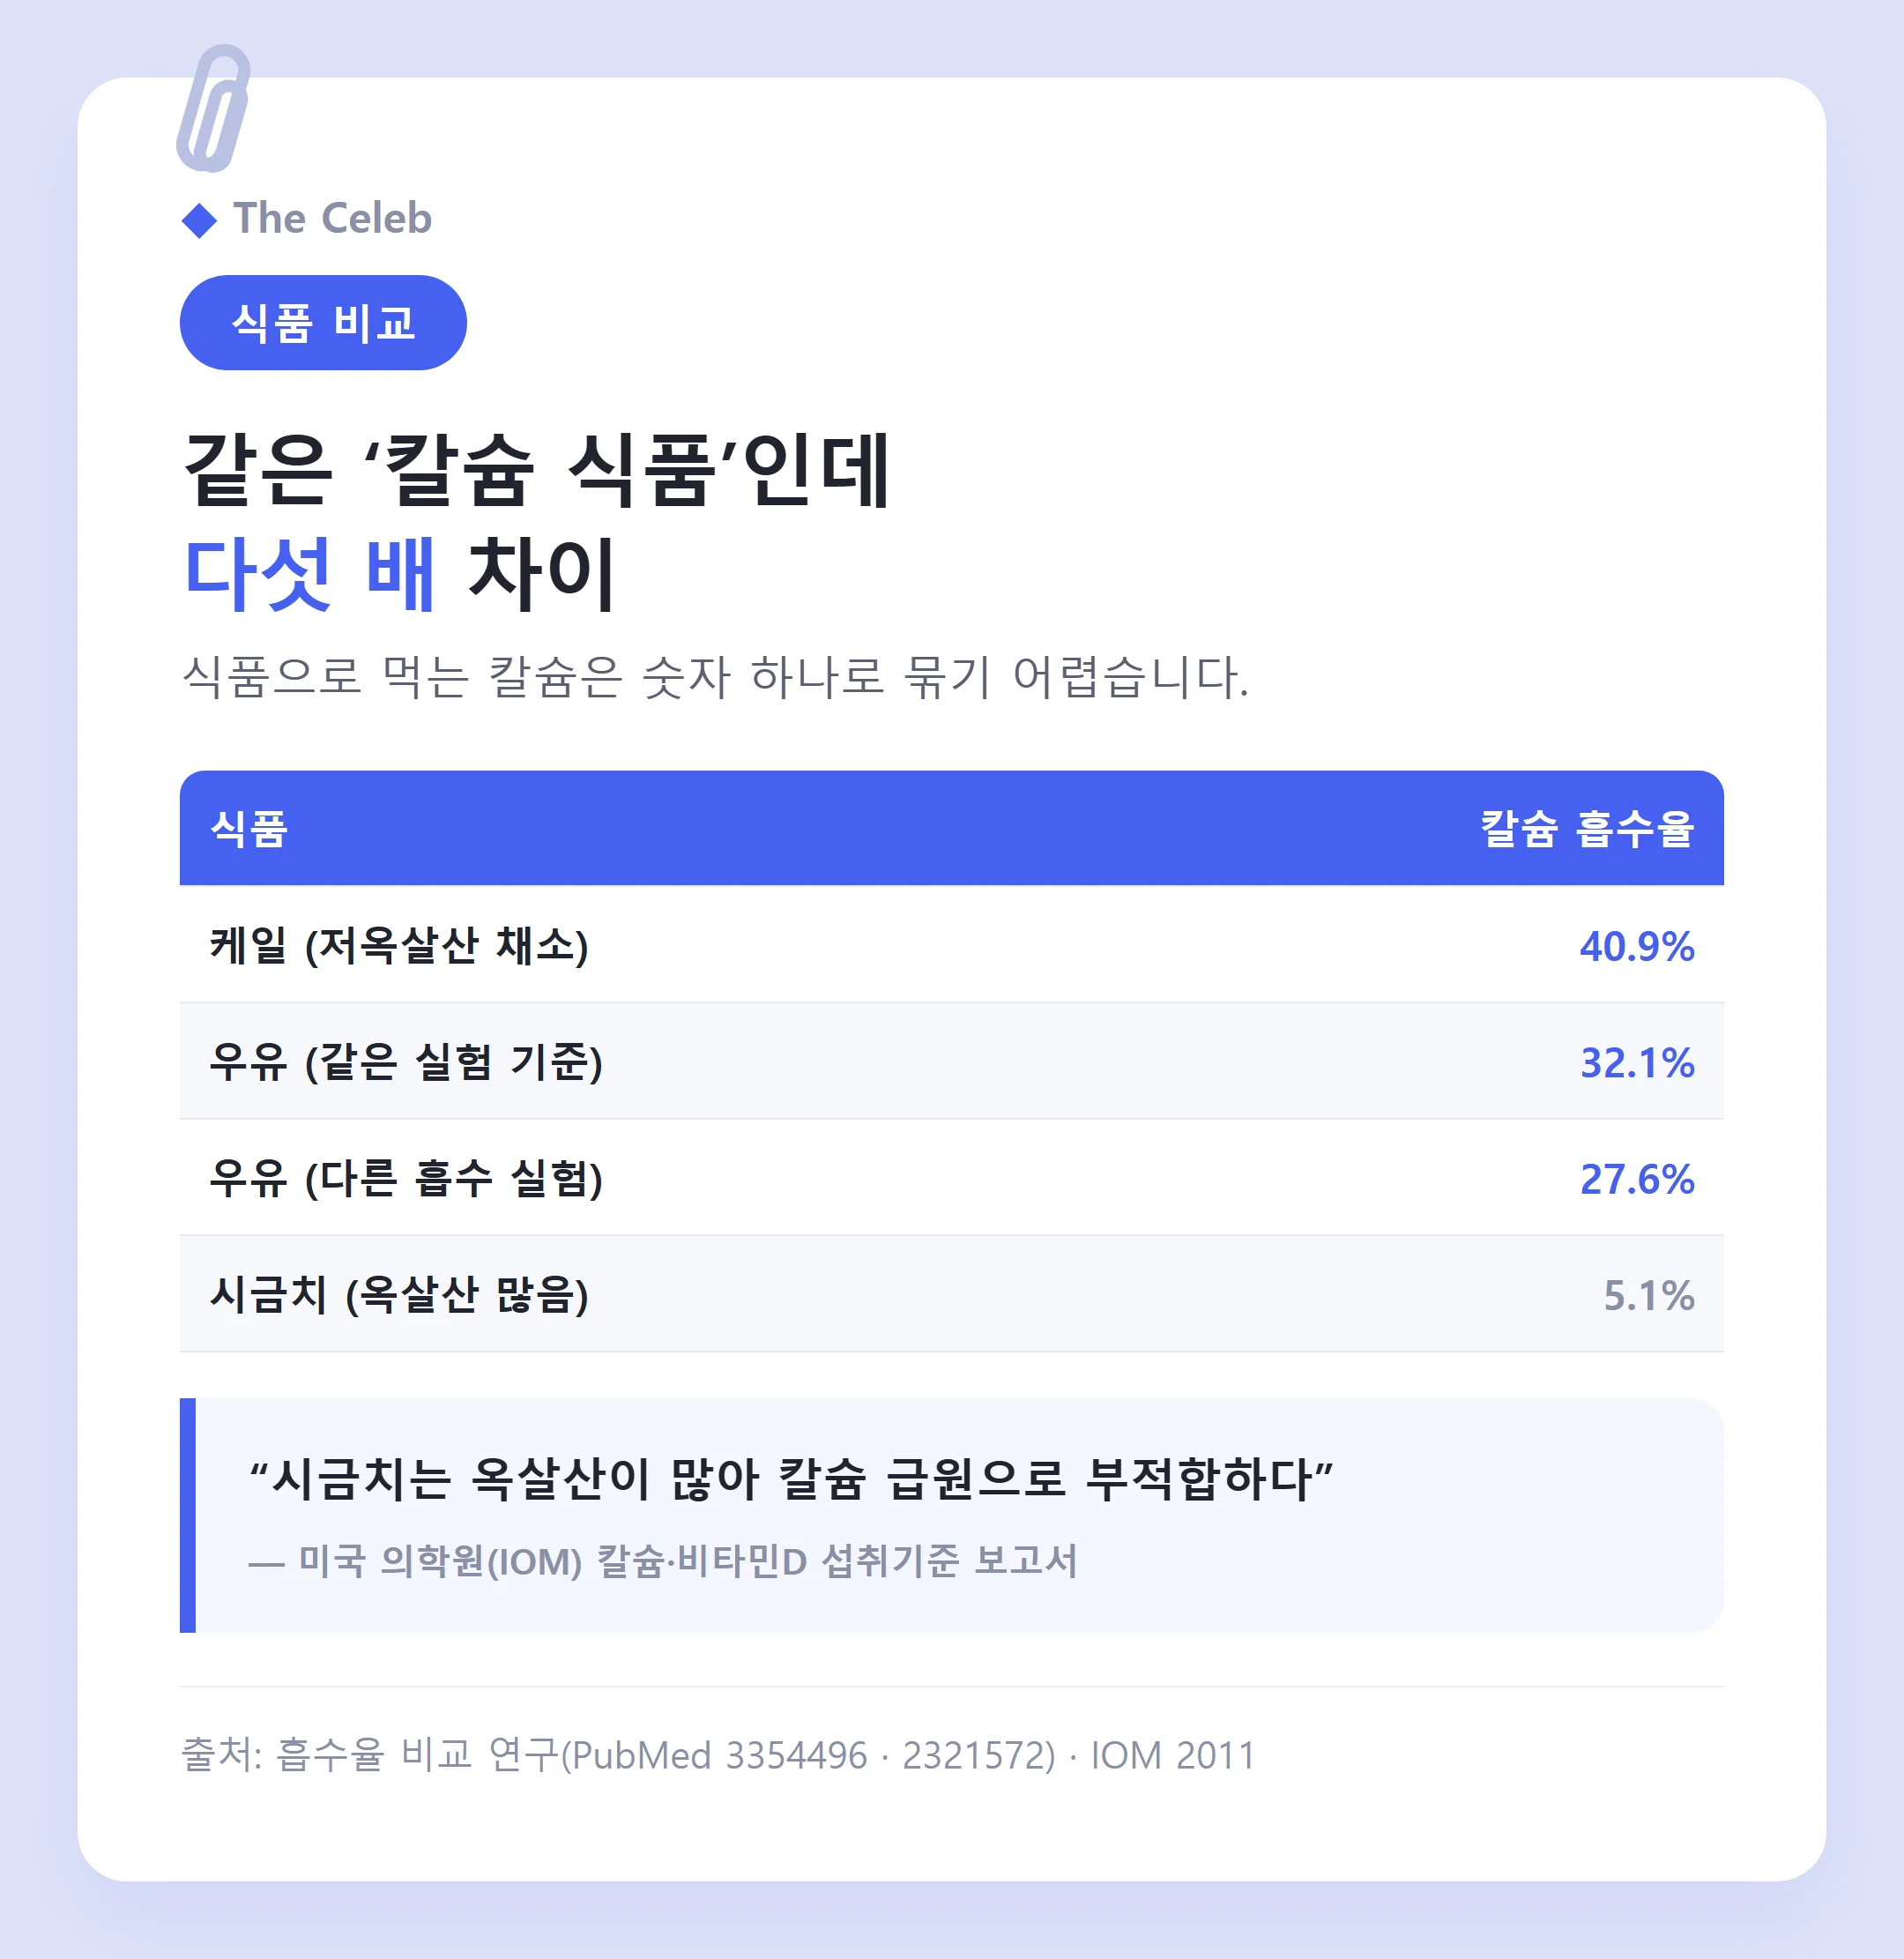 The Celeb
식품 비교
같은 ‘칼슘 식품’인데
다섯 배 차이
식품으로 먹는 칼슘은 숫자 하나로 묶기 어렵습니다.
식품 칼슘 흡수율
케일 (저옥살산 채소) 40.9%
우유 (같은 실험 기준) 32.1%
우유 (다른 흡수 실험) 27.6%
시금치 (옥살산 많음) 5.1%
“시금치는 옥살산이 많아 칼슘 급원으로 부적합하다”
— 미국 의학원(IOM) 칼슘·비타민D 섭취기준 보고서
출처: 흡수율 비교 연구(PubMed 3354496 · 2321572) · IOM 2011